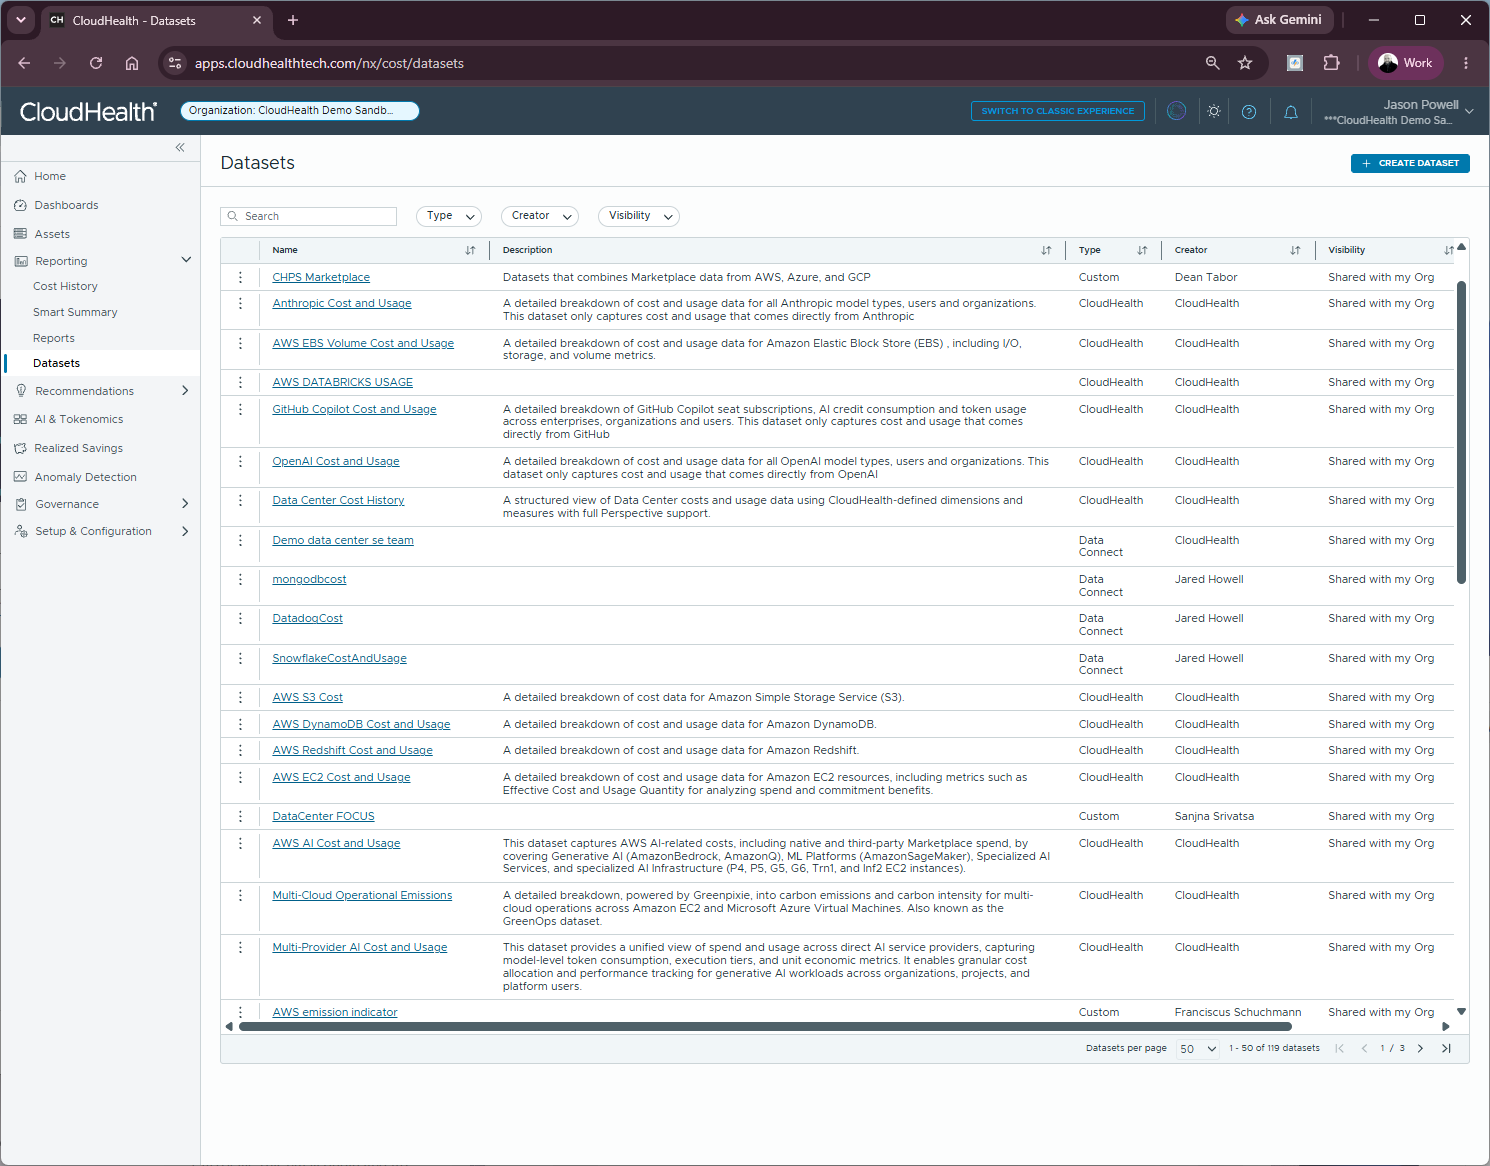 CH CloudHealth - Datasets
Ask Gemini
apps.cloudhealthtech.com/nx/cost/datasets
Work
CloudHealth
Organization: CloudHealth Demo Sandb...
SWITCH TO CLASSIC EXPERIENCE
Jason Powell
***CloudHealth Demo Sa...
Home
Dashboards
Assets
Reporting
Cost History
Smart Summary
Reports
Datasets
Recommendations
AI & Tokenomics
Realized Savings
Anomaly Detection
Governance
Setup & Configuration
Datasets
+ CREATE DATASET
Search
Type
Creator
Visibility
Name Description Type Creator Visibility
CHPS Marketplace Datasets that combines Marketplace data from AWS, Azure, and GCP Custom Dean Tabor Shared with my Org
Anthropic Cost and Usage A detailed breakdown of cost and usage data for all Anthropic model types, users and organizations. CloudHealth CloudHealth Shared with my Org
This dataset only captures cost and usage that comes directly from Anthropic
AWS EBS Volume Cost and Usage A detailed breakdown of cost and usage data for Amazon Elastic Block Store (EBS) , including I/O, CloudHealth CloudHealth Shared with my Org
storage, and volume metrics.
AWS DATABRICKS USAGE CloudHealth CloudHealth Shared with my Org
GitHub Copilot Cost and Usage A detailed breakdown of GitHub Copilot seat subscriptions, AI credit consumption and token usage CloudHealth CloudHealth Shared with my Org
across enterprises, organizations and users. This dataset only captures cost and usage that comes
directly from GitHub
OpenAI Cost and Usage A detailed breakdown of cost and usage data for all OpenAI model types, users and organizations. This CloudHealth CloudHealth Shared with my Org
dataset only captures cost and usage that comes directly from OpenAI
Data Center Cost History A structured view of Data Center costs and usage data using CloudHealth-defined dimensions and CloudHealth CloudHealth Shared with my Org
measures with full Perspective support.
Demo data center se team Data CloudHealth Shared with my Org
Connect
mongodbcost Data Jared Howell Shared with my Org
Connect
DatadogCost Data Jared Howell Shared with my Org
Connect
SnowflakeCostAndUsage Data Jared Howell Shared with my Org
Connect
AWS S3 Cost A detailed breakdown of cost data for Amazon Simple Storage Service (S3). CloudHealth CloudHealth Shared with my Org
AWS DynamoDB Cost and Usage A detailed breakdown of cost and usage data for Amazon DynamoDB. CloudHealth CloudHealth Shared with my Org
AWS Redshift Cost and Usage A detailed breakdown of cost and usage data for Amazon Redshift. CloudHealth CloudHealth Shared with my Org
AWS EC2 Cost and Usage A detailed breakdown of cost and usage data for Amazon EC2 resources, including metrics such as CloudHealth CloudHealth Shared with my Org
Effective Cost and Usage Quantity for analyzing spend and commitment benefits.
DataCenter FOCUS Custom Sanjna Srivatsa Shared with my Org
AWS AI Cost and Usage This dataset captures AWS AI-related costs, including native and third-party Marketplace spend, by CloudHealth CloudHealth Shared with my Org
covering Generative AI (AmazonBedrock, AmazonQ), ML Platforms (AmazonSageMaker), Specialized AI
Services, and specialized AI Infrastructure (P4, P5, G5, G6, Trn1, and Inf2 EC2 instances).
Multi-Cloud Operational Emissions A detailed breakdown, powered by Greenpixie, into carbon emissions and carbon intensity for multi- CloudHealth CloudHealth Shared with my Org
cloud operations across Amazon EC2 and Microsoft Azure Virtual Machines. Also known as the
GreenOps dataset.
Multi-Provider AI Cost and Usage This dataset provides a unified view of spend and usage across direct AI service providers, capturing CloudHealth CloudHealth Shared with my Org
model-level token consumption, execution tiers, and unit economic metrics. It enables granular cost
allocation and performance tracking for generative AI workloads across organizations, projects, and
platform users.
AWS emission indicator Custom Franciscus Schuchmann Shared with my Org
Datasets per page 50 1 - 50 of 119 datasets 1 / 3